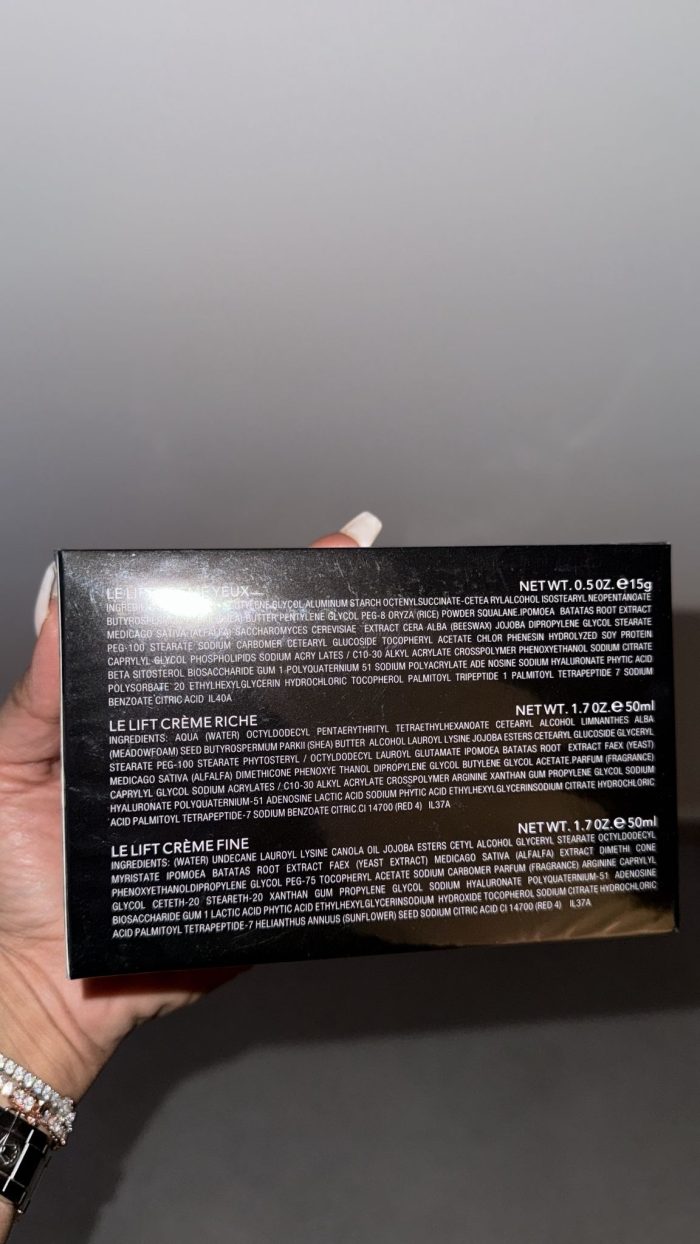 LE LIFT YEUX
NET WT. 0.5 OZ. ℮15g
GLYCOL ALUMINUM STARCH OCTENYLSUCCINATE-CETEA RYLALCOHOL ISOSTEARYL NEOPENTANOATE
BUTYROSPE BUTTER PENTYLENE GLYCOL PEG-8 ORYZA (RICE) POWDER SQUALANE.IPOMOEA BATATAS ROOT EXTRACT
MEDICAGO SATIVA (ALFALFA) SACCHAROMYCES CEREVISIAE EXTRACT CERA ALBA (BEESWAX) JOJOBA DIPROPYLENE GLYCOL STEARATE
PEG-100 STEARATE SODIUM CARBOMER CETEARYL GLUCOSIDE TOCOPHERYL ACETATE CHLOR PHENESIN HYDROLYZED SOY PROTEIN
CAPRYLYL GLYCOL PHOSPHOLIPIDS SODIUM ACRY LATES / C10-30 ALKYL ACRYLATE CROSSPOLYMER PHENOXYETHANOL SODIUM CITRATE
BETA SITOSTEROL BIOSACCHARIDE GUM 1-POLYQUATERNIUM 51 SODIUM POLYACRYLATE ADE NOSINE SODIUM HYALURONATE PHYTIC ACID
POLYSORBATE 20 ETHYLHEXYLGLYCERIN HYDROCHLORIC TOCOPHEROL PALMITOYL TRIPEPTIDE 1 PALMITOYL TETRAPEPTIDE 7 SODIUM
BENZOATE CITRIC ACID IL40A
LE LIFT CRÈME RICHE
NET WT. 1.7 OZ.℮50ml
INGREDIENTS: AQUA (WATER) OCTYLDODECYL PENTAERYTHRITYL TETRAETHYLHEXANOATE CETEARYL ALCOHOL LIMNANTHES ALBA
(MEADOWFOAM) SEED BUTYROSPERMUM PARKII (SHEA) BUTTER ALCOHOL LAUROYL LYSINE JOJOBA ESTERS CETEARYL GLUCOSIDE GLYCERYL
STEARATE PEG-100 STEARATE PHYTOSTERYL / OCTYLDODECYL LAUROYL GLUTAMATE IPOMOEA BATATAS ROOT EXTRACT FAEX (YEAST)
MEDICAGO SATIVA (ALFALFA) DIMETHICONE PHENOXYE THANOL DIPROPYLENE GLYCOL BUTYLENE GLYCOL ACETATE.PARFUM (FRAGRANCE)
CAPRYLYL GLYCOL SODIUM ACRYLATES / C10-30 ALKYL ACRYLATE CROSSPOLYMER ARGININE XANTHAN GUM PROPYLENE GLYCOL SODIUM
HYALURONATE POLYQUATERNIUM-51 ADENOSINE LACTIC ACID SODIUM PHYTIC ACID ETHYLHEXYLGLYCERINSODIUM CITRATE HYDROCHLORIC
ACID PALMITOYL TETRAPEPTIDE-7 SODIUM BENZOATE CITRIC.CI 14700 (RED 4) IL37A
LE LIFT CRÈME FINE
NET WT. 1.7 OZ.℮50ml
INGREDIENTS: (WATER) UNDECANE LAUROYL LYSINE CANOLA OIL JOJOBA ESTERS CETYL ALCOHOL GLYCERYL STEARATE OCTYLDODECYL
MYRISTATE IPOMOEA BATATAS ROOT EXTRACT FAEX (YEAST EXTRACT) MEDICAGO SATIVA (ALFALFA) EXTRACT DIMETHI CONE
PHENOXYETHANOLDIPROPYLENE GLYCOL PEG-75 TOCOPHERYL ACETATE SODIUM CARBOMER PARFUM (FRAGRANCE) ARGININE CAPRYLYL
GLYCOL CETETH-20 STEARETH-20 XANTHAN GUM PROPYLENE GLYCOL SODIUM HYALURONATE POLYQUATERNIUM-51 ADENOSINE
BIOSACCHARIDE GUM 1 LACTIC ACID PHYTIC ACID ETHYLHEXYLGLYCERINSODIUM HYDROXIDE TOCOPHEROL SODIUM CITRATE HYDROCHLORIC
ACID PALMITOYL TETRAPEPTIDE-7 HELIANTHUS ANNUUS (SUNFLOWER) SEED SODIUM CITRIC ACID CI 14700 (RED 4) IL37A